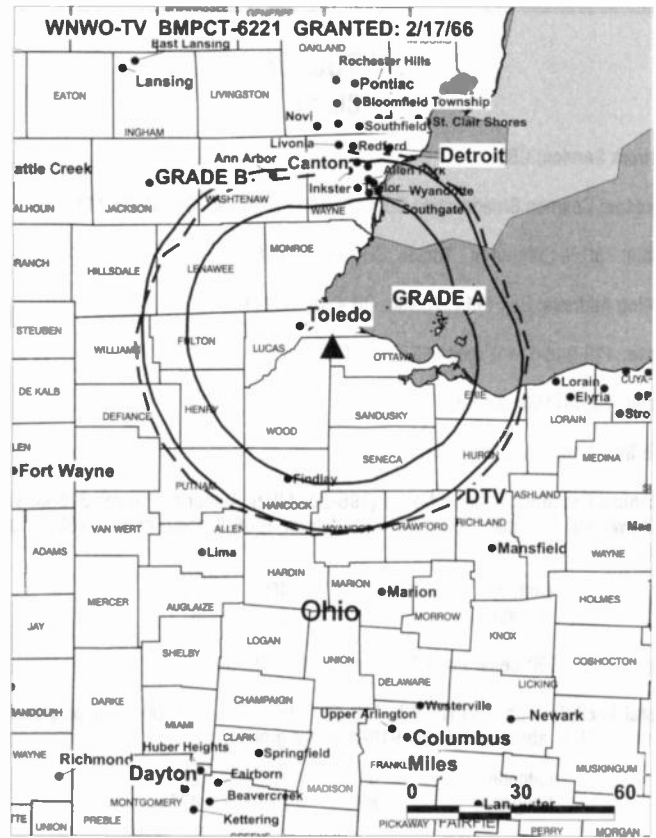 WNWO-TV BMPCT-6221 GRANTED: 2/17/66
East Lansing
OAKLAND
Lansing
Rochester Hills
Pontiac
EATON
LIVINGSTON
Bloomfield Township
INGHAM
Novi
Southfield
St. Clair Shores
Livonia
Redford
attle Creek
GRADE B
Ann Arbor
Canton
Detroit
Allen Park
ALHOUN
JACKSON
WASHTENAW
Inkster
Wyandotte
WAYNE
Southgate
MONROE
RANCH
HILLSDALE
LENAWEE
GRADE A
Toledo
STEUBEN
WILLIAMS
FULTON
LUCAS
OTTAWA
DE KALB
Lorain
CUYA
ERIE
Elyria
DEFIANCE
HENRY
LORAIN
Stro
WOOD
SANDUSKY
LEN
SENECA
HURON
MEDINA
Fort Wayne
Findlay
PUTNAM
HANCOCK
DTV
ASHLAND
VAN WERT
ALLEN
CRAWFORD
RICHLAND
ADAMS
Lima
Mansfield
WAYNE
HARDIN
MARION
Marion
MERCER
AUGLAIZE
Ohio
HOLMES
MORROW
JAY
LOGAN
KNOX
SHELBY
UNION
COSHOCTON
DELAWARE
LICKING
DARKE
CHAMPAIGN
RANDOLPH
MIAMI
Upper Arlington
Westerville
Newark
WAYNE
Huber Heights
CLARK
Richmond
Springfield
Columbus
MUSKINGUM
Dayton
Fairborn
FRANKL
Miles
MADISON
Beavercreek
MONTGOMERY
Kettering
0
30
60
UNION
PREBLE
PICKAWAY
PERRY
MORGAN